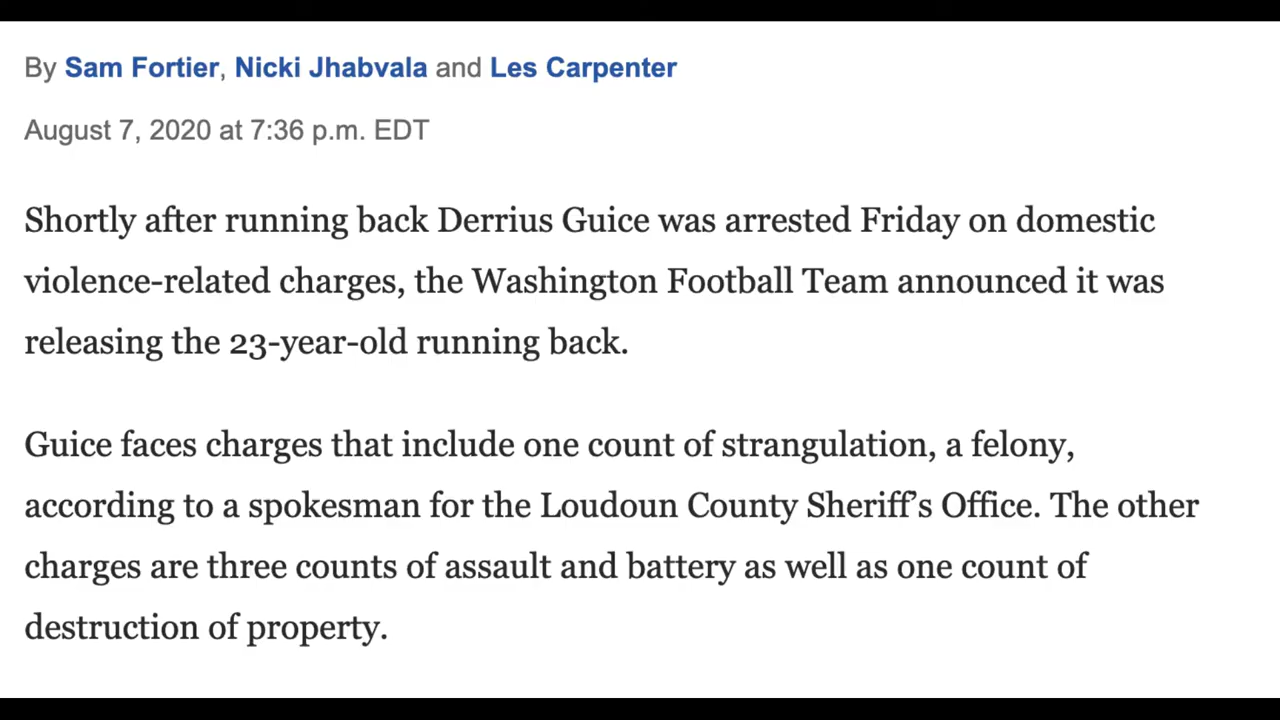 By Sam Fortier, Nicki Jhabvala and Les Carpenter
August 7, 2020 at 7:36 p.m. EDT
Shortly after running back Derrius Guice was arrested Friday on domestic
violence-related charges, the Washington Football Team announced it was
releasing the 23-year-old running back.
Guice faces charges that include one count of strangulation, a felony,
according to a spokesman for the Loudoun County Sheriff’s Office. The other
charges are three counts of assault and battery as well as one count of
destruction of property.